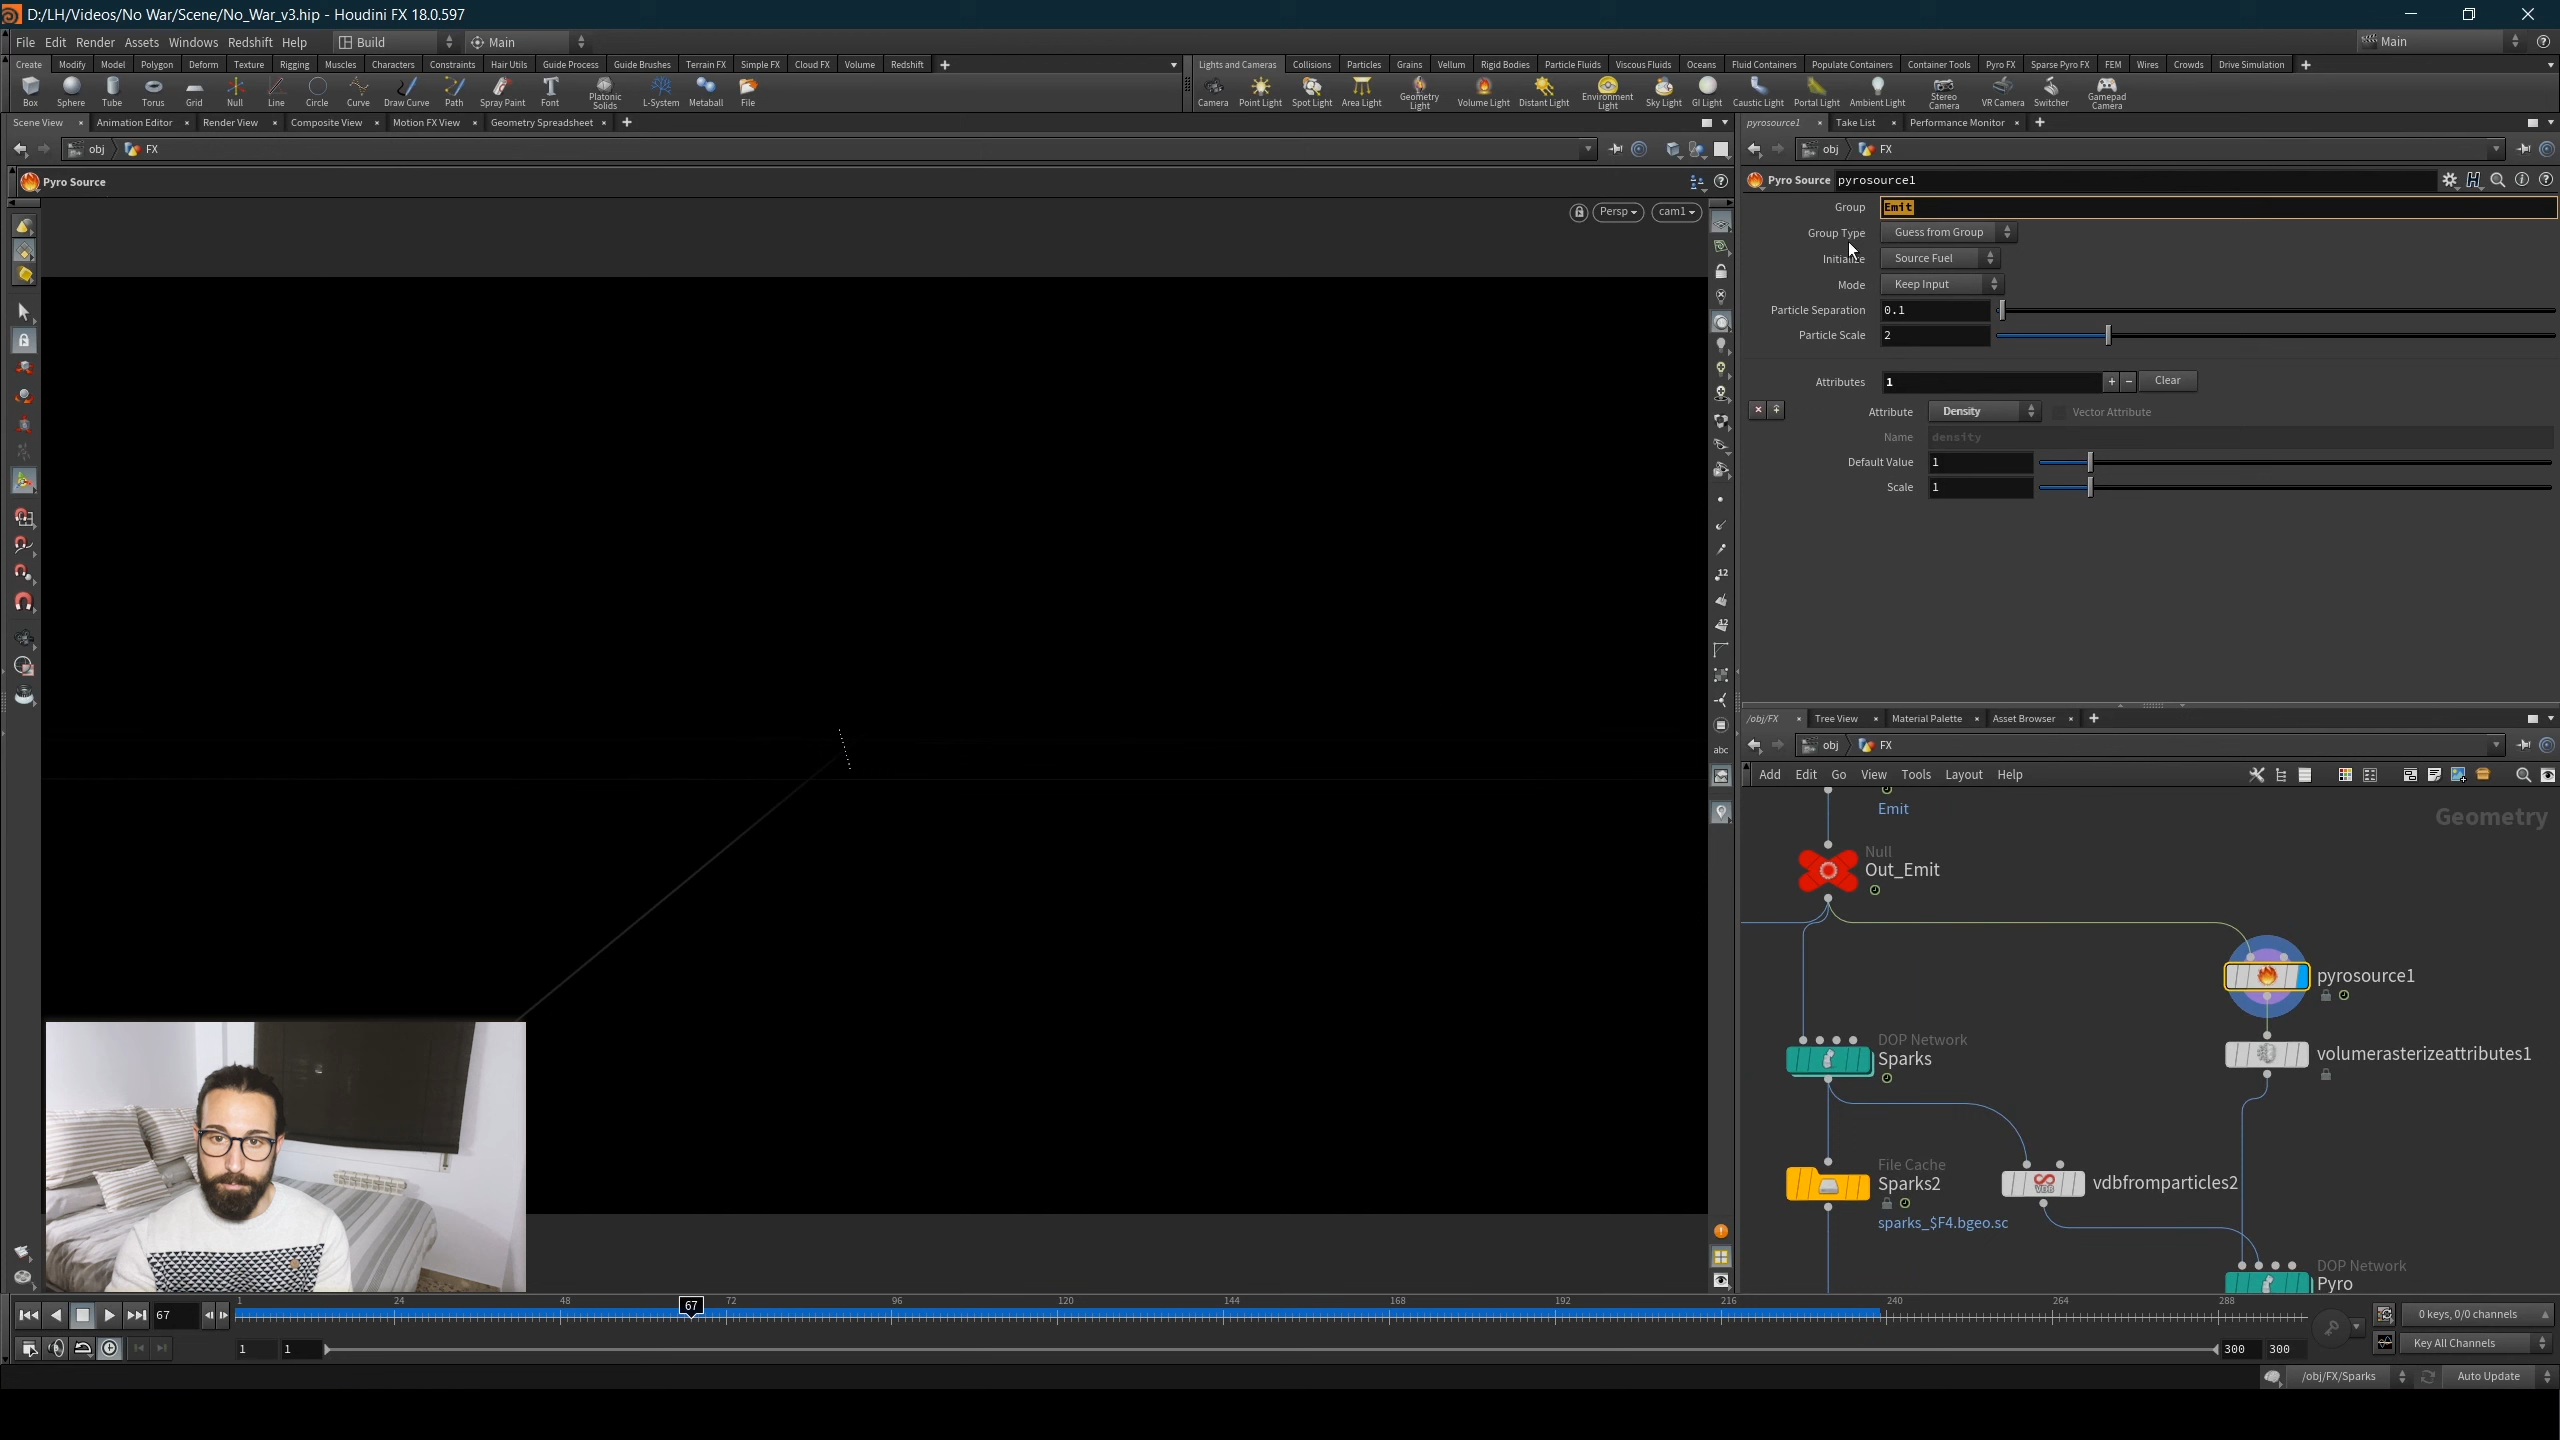 D:/LH/Videos/No War/Scene/No_War_v3.hip - Houdini FX 18.0.597
File Edit Render Assets Windows Redshift Help Build Main Main
Create Modify Model Polygon Deform Texture Rigging Muscles Characters Constraints Hair Utils Guide Process Guide Brushes Terrain FX Simple FX Cloud FX Volume Redshift
Lights and Cameras Collisions Particles Grains Vellum Rigid Bodies Particle Fluids Viscous Fluids Oceans Fluid Containers Populate Containers Container Tools Pyro FX Sparse Pyro FX FEM Wires Crowds Drive Simulation
Box Sphere Tube Torus Grid Null Line Circle Curve Draw Curve Path Spray Paint Font Platonic Solids L-System Metaball File
Camera Point Light Spot Light Area Light Geometry Light Volume Light Distant Light Environment Light Sky Light GI Light Caustic Light Portal Light Ambient Light Stereo Camera VR Camera Switcher Gamepad Camera
Scene View Animation Editor Render View Composite View Motion FX View Geometry Spreadsheet
obj FX
Pyro Source
Persp cam1
pyrosource1 Take List Performance Monitor
obj FX
Pyro Source pyrosource1
Group Emit
Group Type Guess from Group
Initialize Source Fuel
Mode Keep Input
Particle Separation 0.1
Particle Scale 2
Attributes 1 + - Clear
Attribute Density Vector Attribute
Name density
Default Value 1
Scale 1
/obj/FX Tree View Material Palette Asset Browser
obj FX
Add Edit Go View Tools Layout Help
Geometry
Emit
Null
Out_Emit
pyrosource1
DOP Network
Sparks
volumerasterizeattributes1
File Cache
Sparks2
sparks_$F4.bgeo.sc
vdbfromparticles2
DOP Network
Pyro
12
12
abc
67
1 24 48 67 72 96 120 144 168 192 216 240 264 288
0 keys, 0/0 channels
1 1 300 300
Key All Channels
/obj/FX/Sparks Auto Update